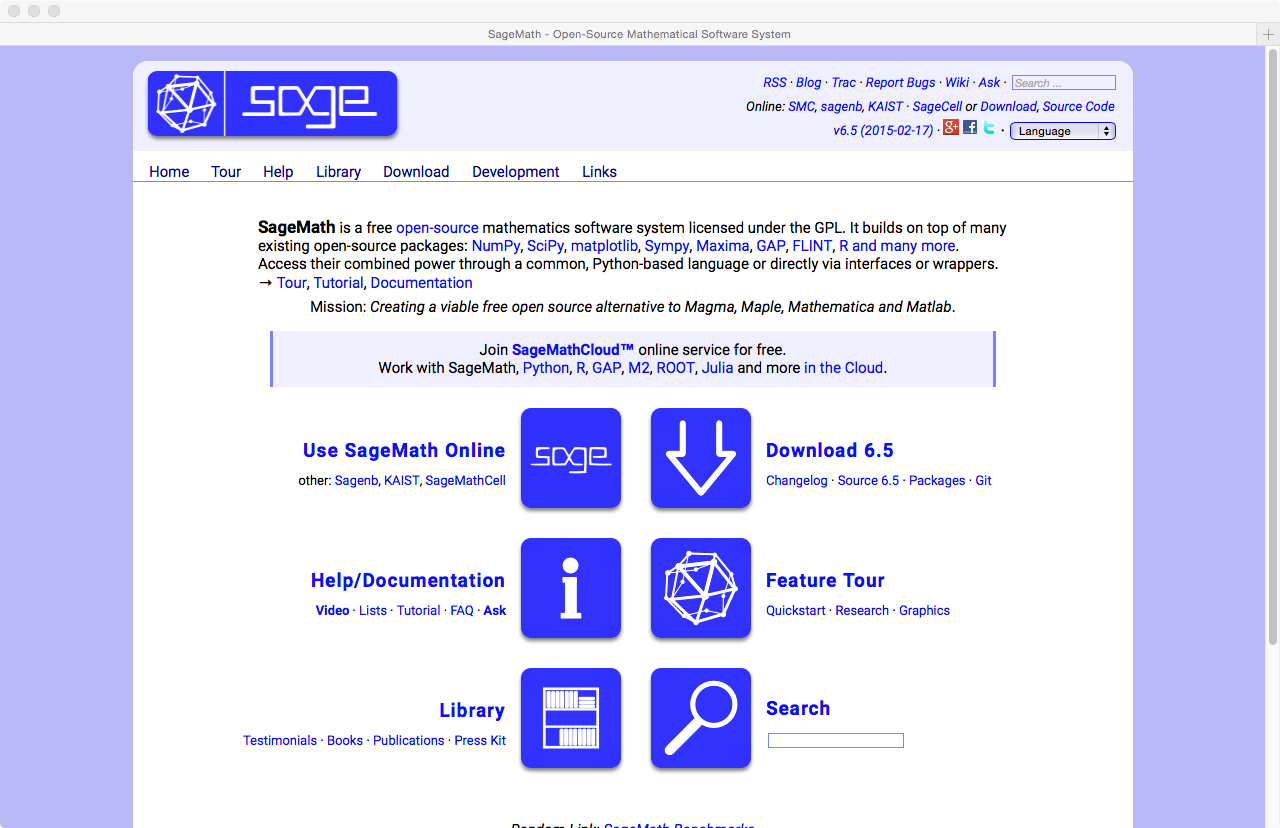 SageMath - Open-Source Mathematical Software System
sage
RSS · Blog · Trac · Report Bugs · Wiki · Ask ·
Search ...
Online: SMC, sagenb, KAIST · SageCell or Download, Source Code
v6.5 (2015-02-17) · g+ f t ·
Language
Home Tour Help Library Download Development Links
SageMath is a free open-source mathematics software system licensed under the GPL. It builds on top of many
existing open-source packages: NumPy, SciPy, matplotlib, Sympy, Maxima, GAP, FLINT, R and many more.
Access their combined power through a common, Python-based language or directly via interfaces or wrappers.
→ Tour, Tutorial, Documentation
Mission: Creating a viable free open source alternative to Magma, Maple, Mathematica and Matlab.
Join SageMathCloud™ online service for free.
Work with SageMath, Python, R, GAP, M2, ROOT, Julia and more in the Cloud.
Use SageMath Online
other: Sagenb, KAIST, SageMathCell
sage
Download 6.5
Changelog · Source 6.5 · Packages · Git
Help/Documentation
Video · Lists · Tutorial · FAQ · Ask
i
Feature Tour
Quickstart · Research · Graphics
Library
Testimonials · Books · Publications · Press Kit
Search
Random Link: SageMath Benchmarks